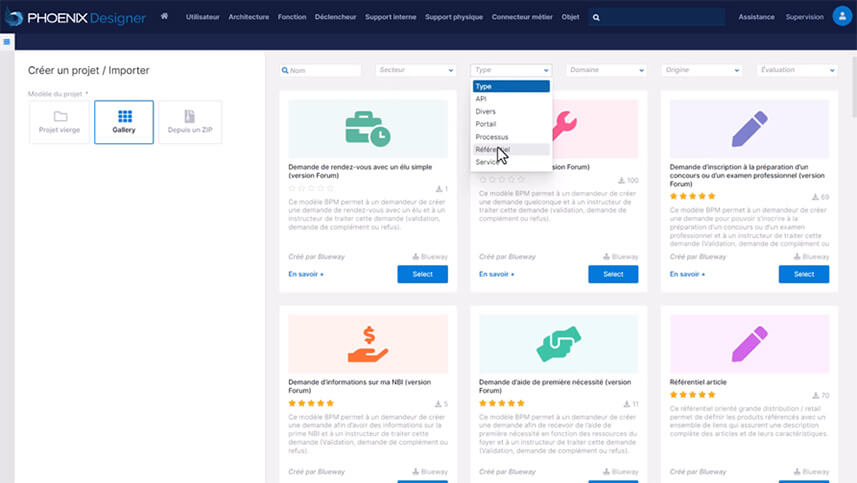 PHOENIX Designer
Utilisateur Architecture Fonction Déclencheur Support interne Support physique Connecteur métier Objet
Assistance Supervision
Créer un projet / Importer
Modèle du projet *
Projet vierge
Gallery
Depuis un ZIP
Nom
Secteur
Type
Domaine
Origine
Évaluation
Type
API
Divers
Portail
Processus
Référentiel
Service
Demande de rendez-vous avec un élu simple
(version Forum)
1
Ce modèle BPM permet à un demandeur de créer
une demande de rendez-vous avec un élu et à un
instructeur de traiter cette demande (validation,
demande de complément ou refus).
Créé par Blueway
Blueway
En savoir +
Select
(version Forum)
100
Ce modèle BPM permet à un demandeur de créer
une demande quelconque et à un instructeur de
traiter cette demande (Validation, demande de
complément ou refus).
Créé par Blueway
Blueway
En savoir +
Select
Demande d'inscription à la préparation d'un
concours ou d'un examen professionnel (version
Forum)
69
Ce modèle BPM permet à un demandeur de créer
une demande pour pouvoir s'inscrire à la
préparation d'un concours ou d'un examen
professionnel et à un instructeur de traiter cette
demande (Validation, demande de complément ou
Créé par Blueway
Blueway
En savoir +
Select
Demande d'informations sur ma NBI (version
Forum)
5
Ce modèle BPM permet à un demandeur de créer
une demande afin d'avoir des informations sur la
prime NBI et à un instructeur de traiter cette
demande (Validation, demande de complément
ou refus).
Créé par Blueway
Blueway
Demande d'aide de première nécessité (version
Forum)
11
Ce modèle BPM permet à un demandeur de créer
une demande afin de recevoir de l'aide de
première nécessité en fonction des ressources du
foyer et à un instructeur de traiter cette demande
(Validation, demande de complément ou refus).
Créé par Blueway
Blueway
Référentiel article
70
Ce référentiel orienté grande distribution / retail
permet de définir les produits référencés avec un
ensemble de liens qui assurent une description
complète des articles et de leurs caractéristiques.
Créé par Blueway
Blueway